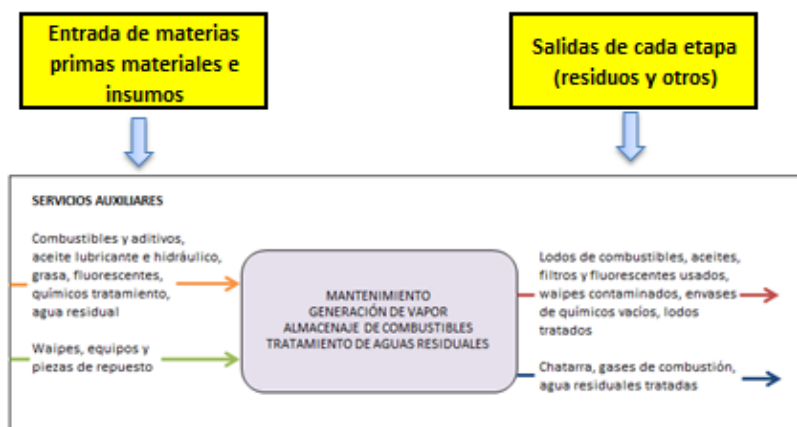 Entrada de materias
primas materiales e
insumos
Salidas de cada etapa
(residuos y otros)
SERVICIOS AUXILIARES
Combustibles y aditivos,
aceite lubricante e hidráulico,
grasa, fluorescentes,
químicos tratamiento,
agua residual
Waipes, equipos y
piezas de repuesto
MANTENIMIENTO
GENERACIÓN DE VAPOR
ALMACENAJE DE COMBUSTIBLES
TRATAMIENTO DE AGUAS RESIDUALES
Lodos de combustibles, aceites,
filtros y fluorescentes usados,
waipes contaminados, envases
de químicos vacíos, lodos
tratados
Chatarra, gases de combustión,
agua residuales tratadas